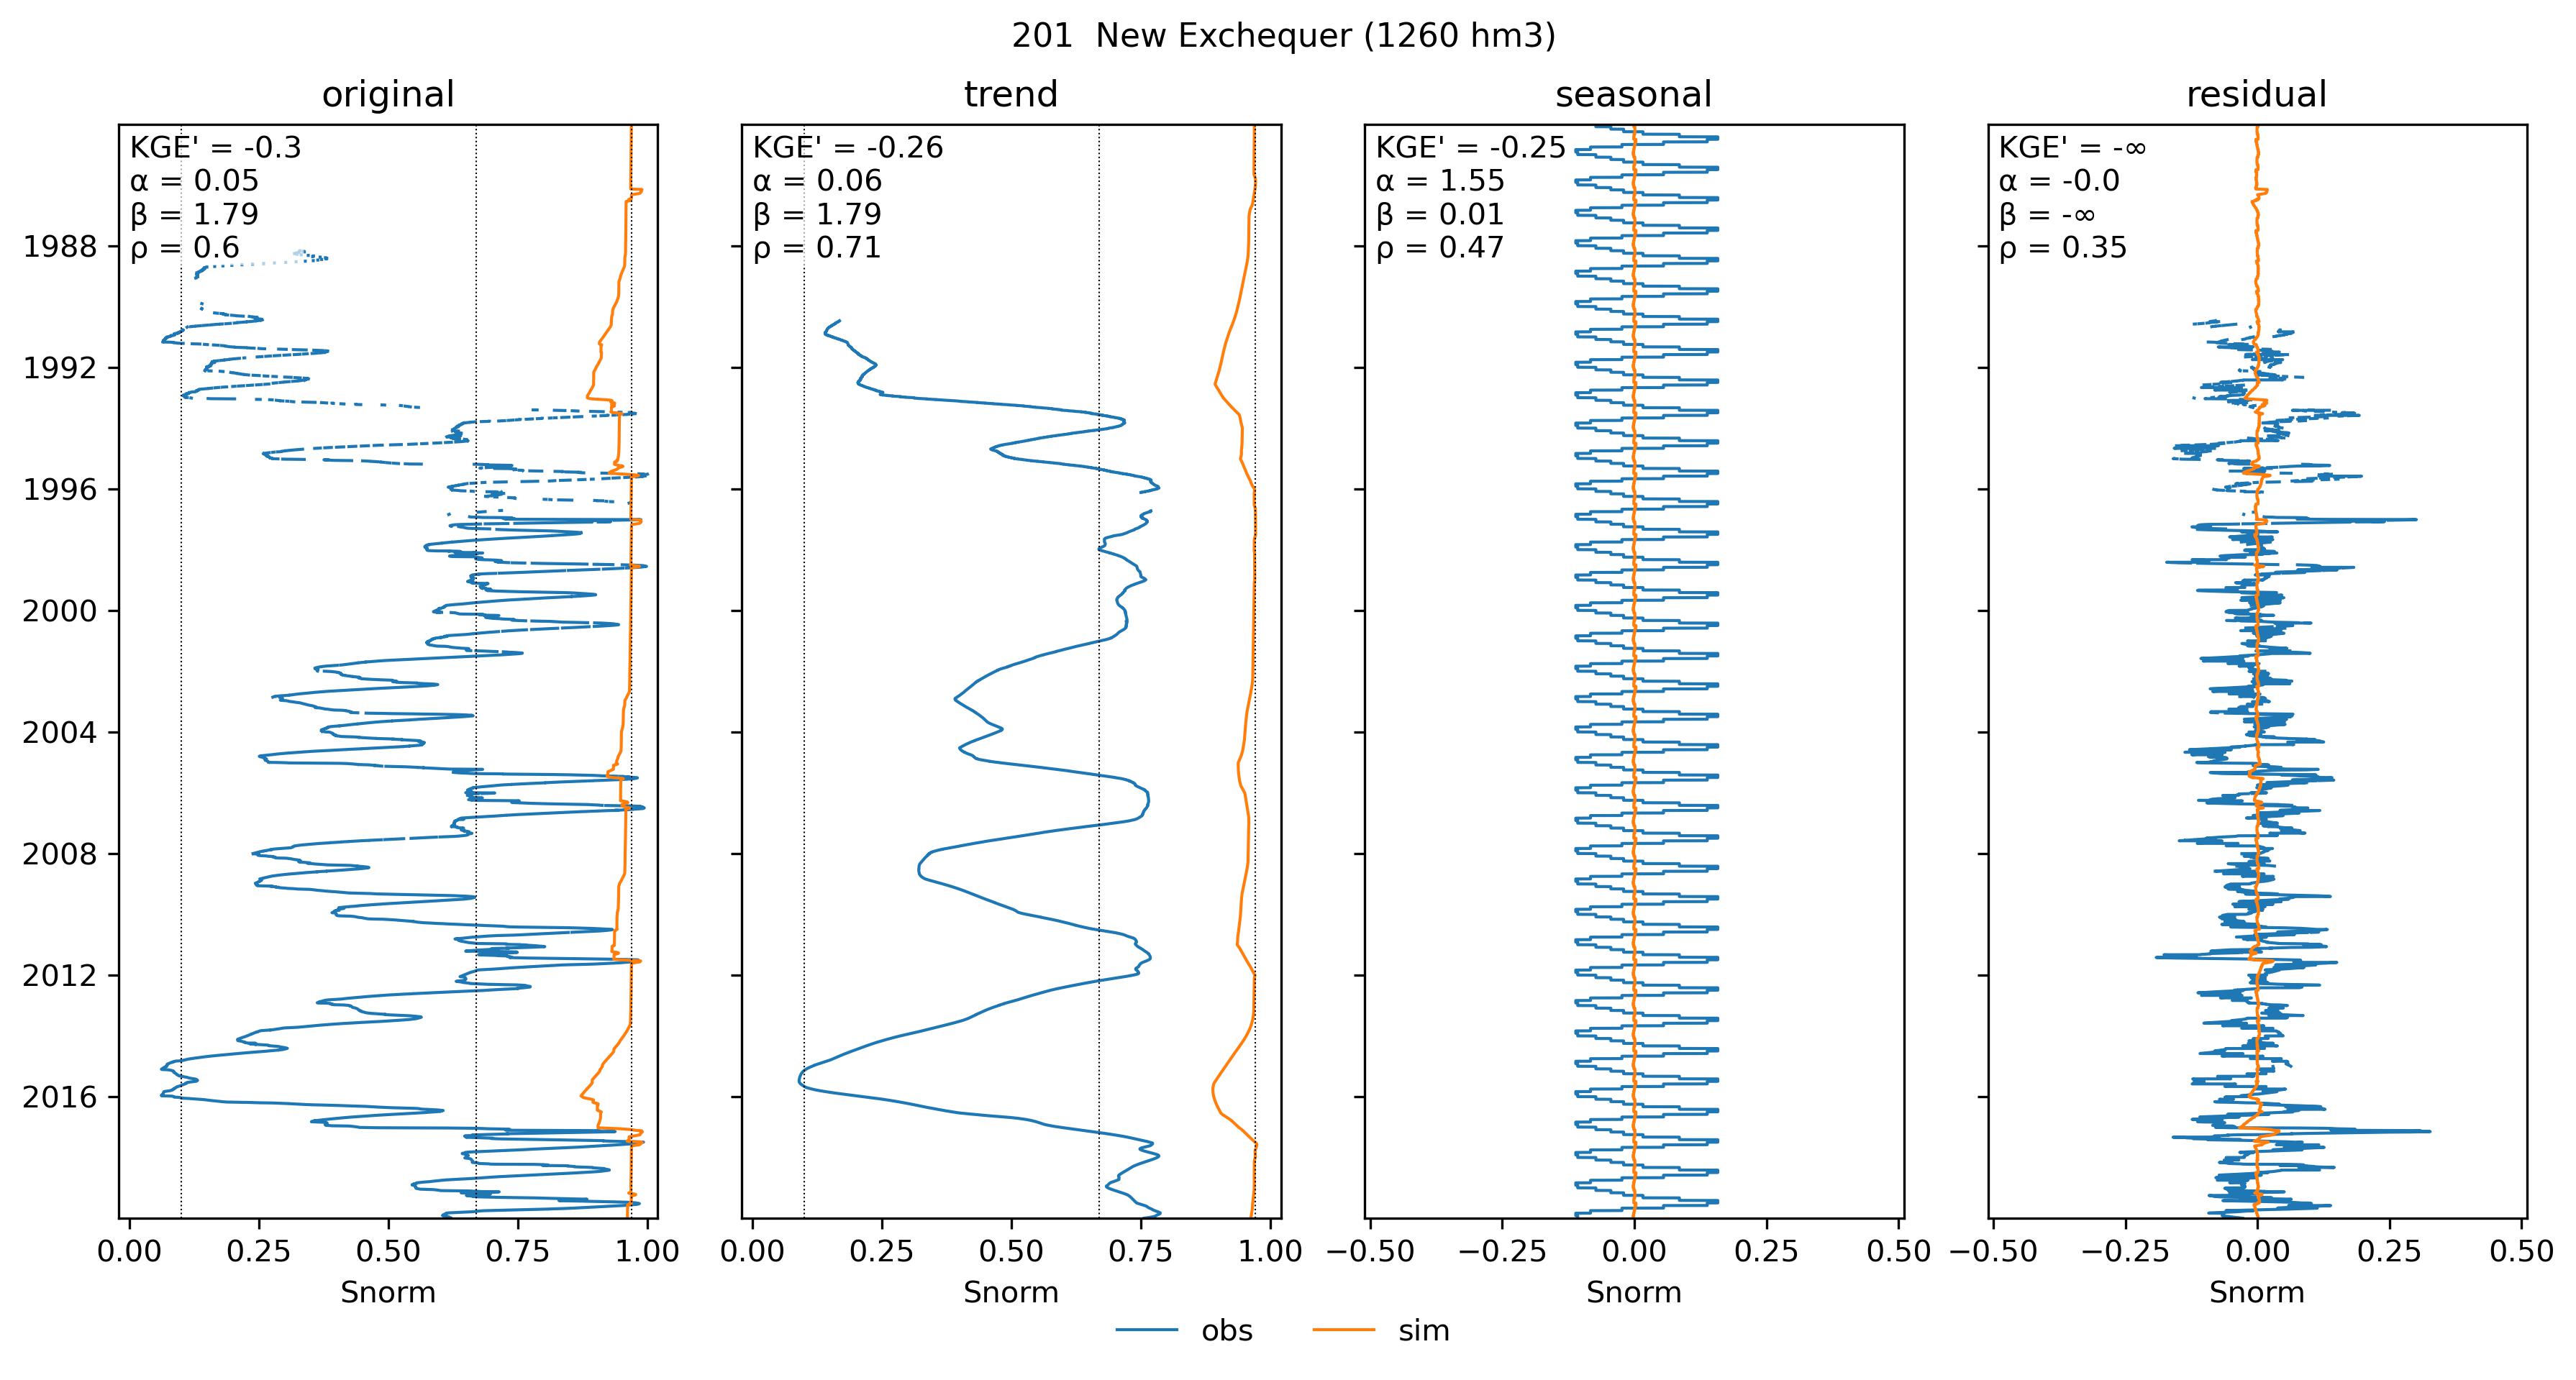 201  New Exchequer (1260 hm3)
original
trend
seasonal
residual
KGE' = -0.3
α = 0.05
β = 1.79
ρ = 0.6
KGE' = -0.26
α = 0.06
β = 1.79
ρ = 0.71
KGE' = -0.25
α = 1.55
β = 0.01
ρ = 0.47
KGE' = -∞
α = -0.0
β = -∞
ρ = 0.35
1988
1992
1996
2000
2004
2008
2012
2016
0.00 0.25 0.50 0.75 1.00
0.00 0.25 0.50 0.75 1.00
−0.50 −0.25 0.00 0.25 0.50
−0.50 −0.25 0.00 0.25 0.50
Snorm
Snorm
Snorm
Snorm
obs
sim